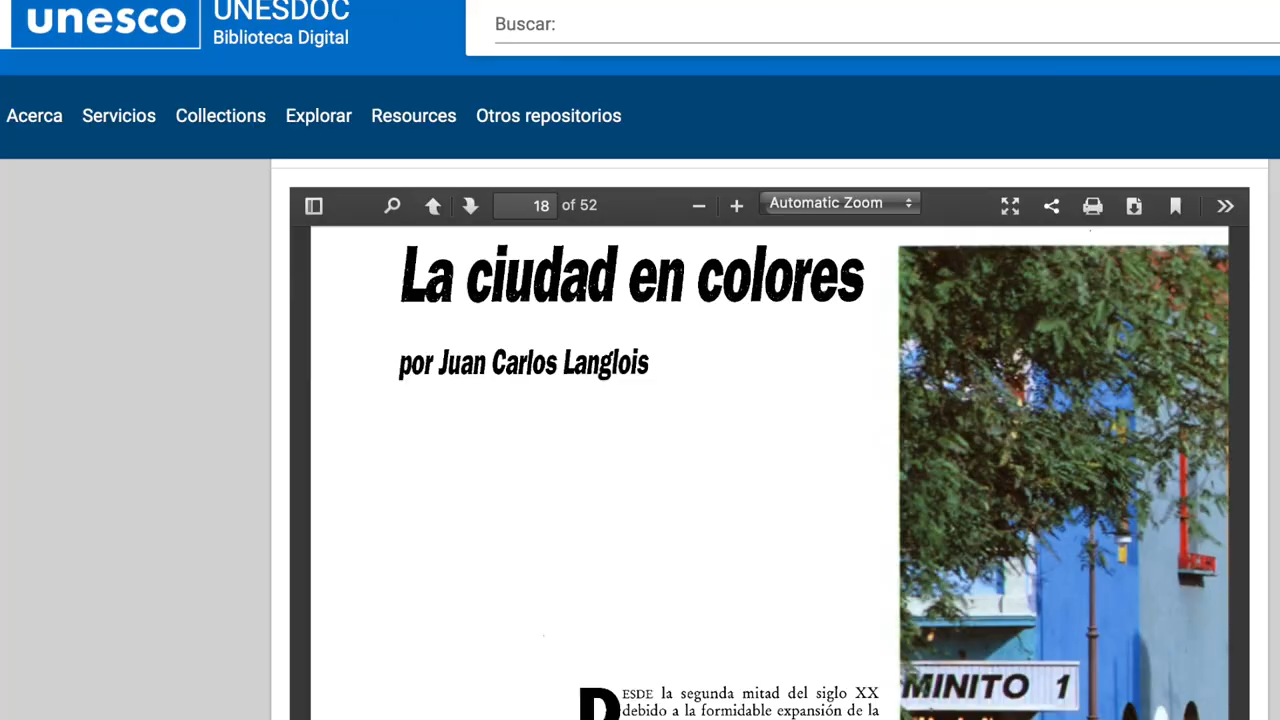 unesco
UNESDOC
Biblioteca Digital
Buscar:
Acerca Servicios Collections Explorar Resources Otros repositorios
18 of 52
Automatic Zoom
La ciudad en colores
por Juan Carlos Langlois
MINITO 1
DESDE la segunda mitad del siglo XX
debido a la formidable expansión de la